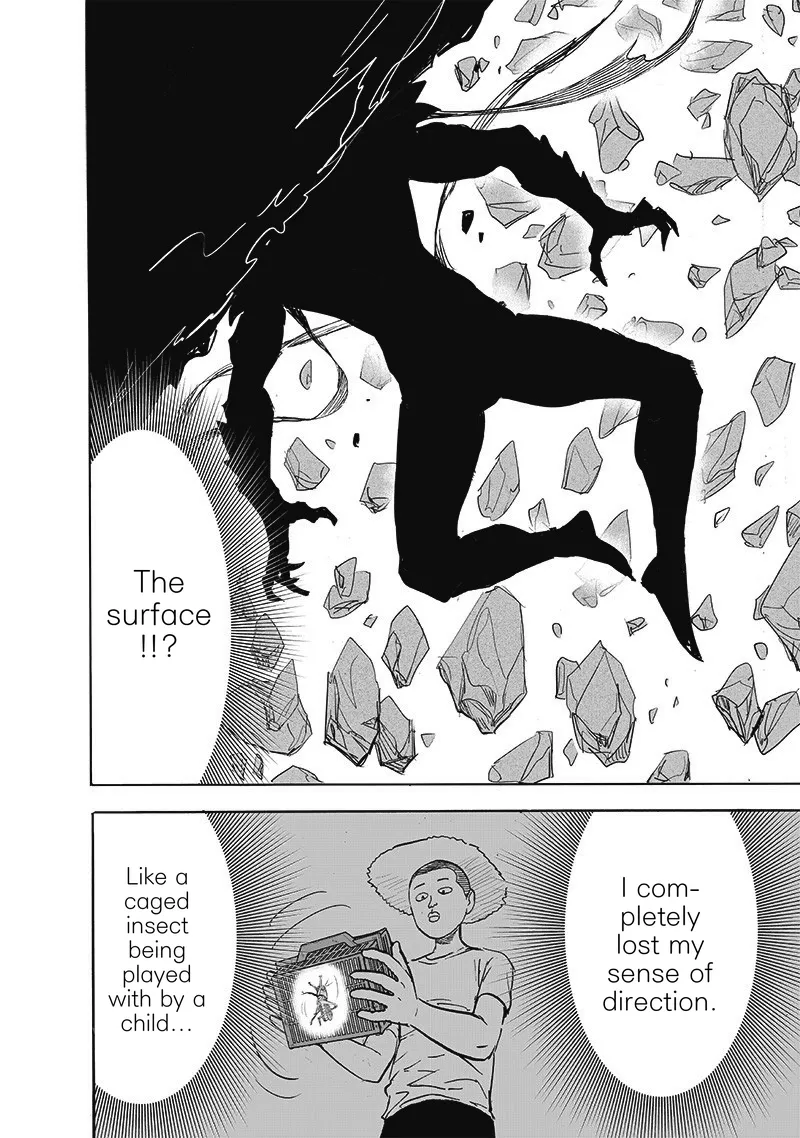 The
surface
!!?
I com-
pletely
lost my
sense of
direction.
Like a
caged
insect
being
played
with by a
child...